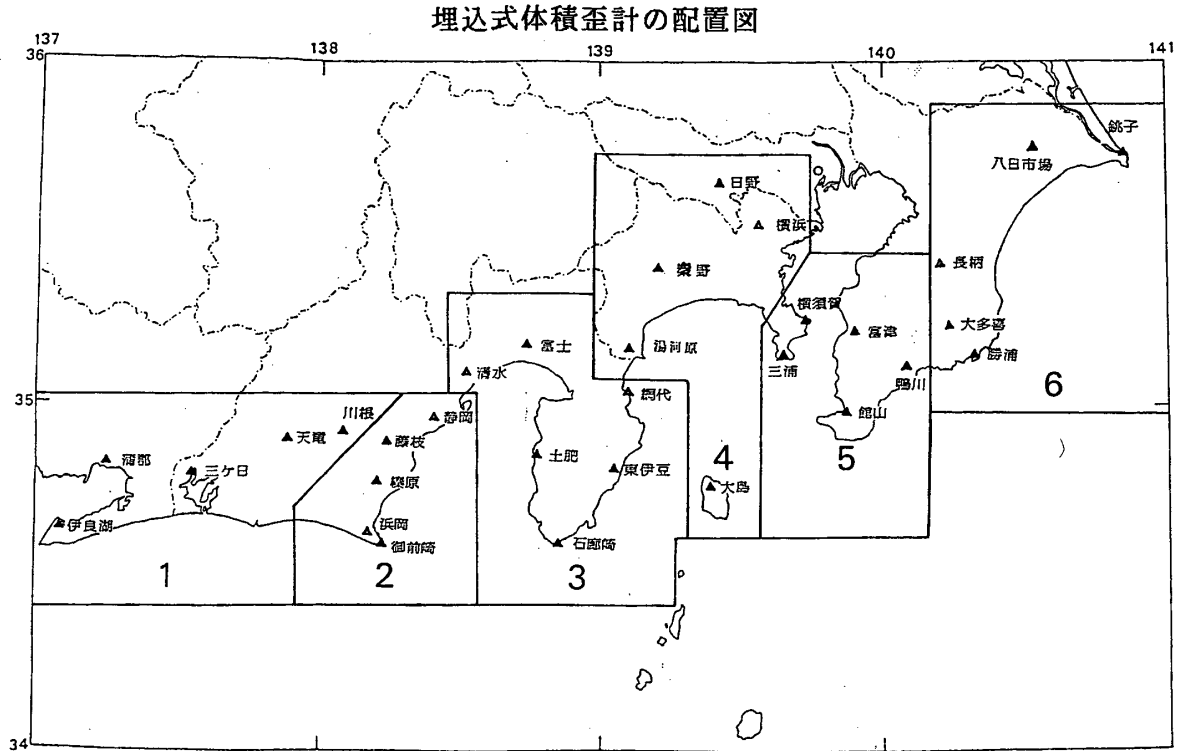 埋込式体積歪計の配置図
137
138
139
140
141
36
銚子
八日市場
日野
横浜
秦野
長柄
横須賀
大多喜
富津
富士
湯河原
勝浦
清水
三浦
鴨川
網代
6
35
川根
静岡
館山
天竜
藤枝
4
5
蒲郡
三ケ日
土肥
東伊豆
榛原
大島
伊良湖
浜岡
御前崎
石廊崎
1
2
3
34